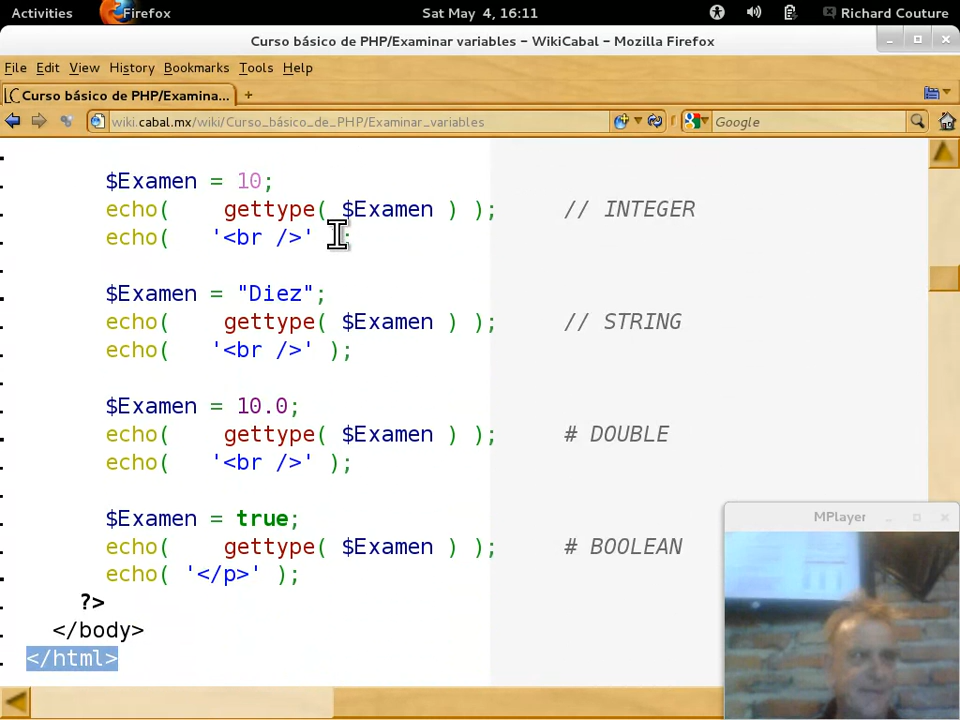 Activities Firefox Sat May 4, 16:11 Richard Couture
Curso básico de PHP/Examinar variables – WikiCabal – Mozilla Firefox
File Edit View History Bookmarks Tools Help
Curso básico de PHP/Examina...
wiki.cabal.mx/wiki/Curso_básico_de_PHP/Examinar_variables Google
$Examen = 10;
echo( gettype( $Examen ) ); // INTEGER
echo( '<br />' );
$Examen = "Diez";
echo( gettype( $Examen ) ); // STRING
echo( '<br />' );
$Examen = 10.0;
echo( gettype( $Examen ) ); # DOUBLE
echo( '<br />' );
$Examen = true;
echo( gettype( $Examen ) ); # BOOLEAN
echo( '</p>' );
?>
</body>
</html>
MPlayer